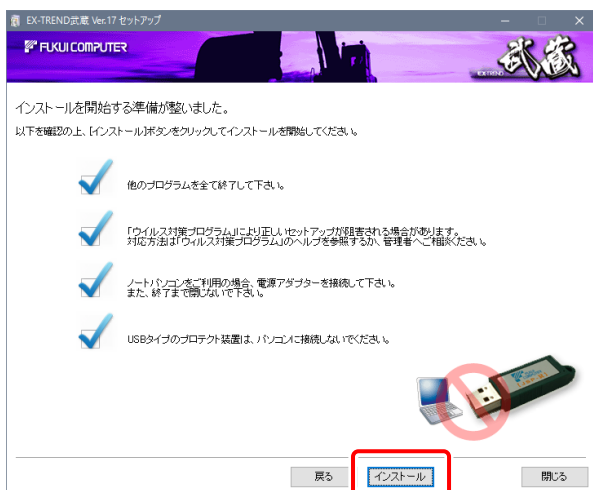 EX-TREND武蔵 Ver.17 セットアップ
FUKUI COMPUTER
武蔵
EX-TREND
インストールを開始する準備が整いました。
以下を確認の上、[インストール]ボタンをクリックしてインストールを開始してください。
他のプログラムを全て終了して下さい。
「ウイルス対策プログラム」により正しいセットアップが阻害される場合があります。
対応方法は「ウィルス対策プログラム」のヘルプを参照するか、管理者へご相談ください。
ノートパソコンをご利用の場合、電源アダプターを接続して下さい。
また、終了まで閉じないで下さい。
USBタイプのプロテクト装置は、パソコンに接続しないでください。
戻る
インストール
閉じる